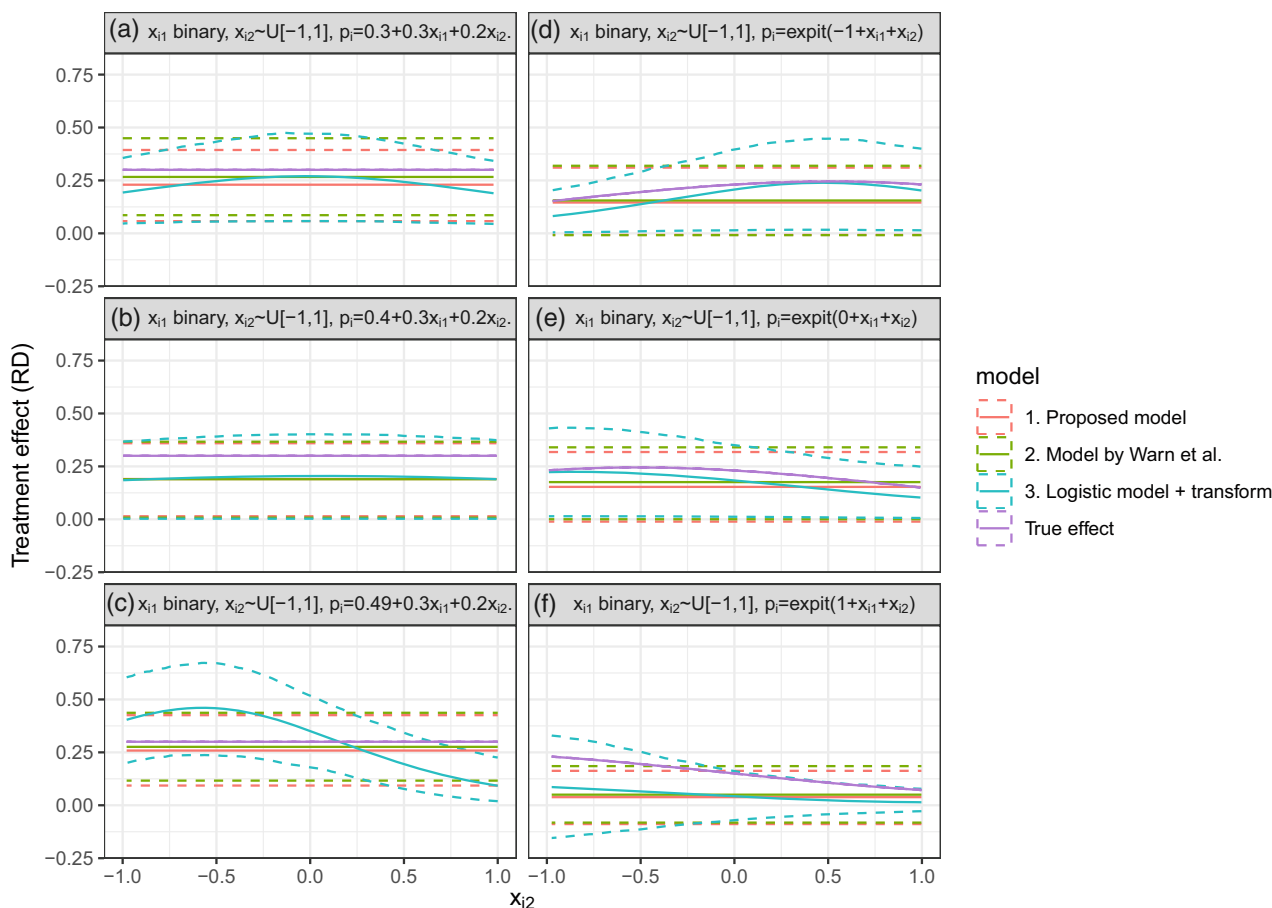 (a) xi1 binary, xi2~U[−1,1], pi=0.3+0.3xi1+0.2xi2.
(d) xi1 binary, xi2~U[−1,1], pi=expit(−1+xi1+xi2)
0.75
0.50
0.25
0.00
−0.25
(b) xi1 binary, xi2~U[−1,1], pi=0.4+0.3xi1+0.2xi2.
(e) xi1 binary, xi2~U[−1,1], pi=expit(0+xi1+xi2)
0.75
0.50
0.25
0.00
−0.25
(c) xi1 binary, xi2~U[−1,1], pi=0.49+0.3xi1+0.2xi2.
(f) xi1 binary, xi2~U[−1,1], pi=expit(1+xi1+xi2)
0.75
0.50
0.25
0.00
−0.25
Treatment effect (RD)
−1.0 −0.5 0.0 0.5 1.0
−1.0 −0.5 0.0 0.5 1.0
xi2
model
1. Proposed model
2. Model by Warn et al.
3. Logistic model + transform
True effect